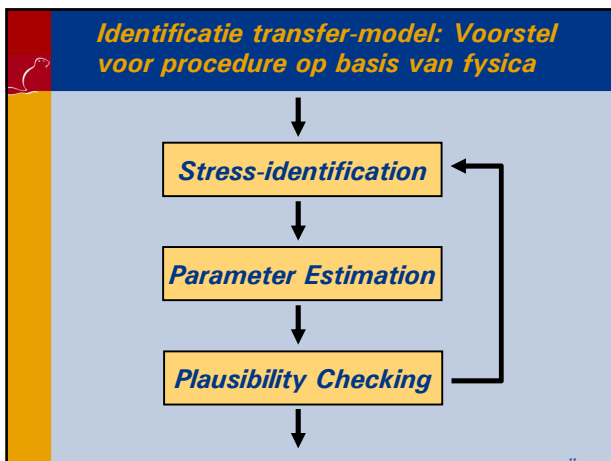 Identificatie transfer-model: Voorstel
voor procedure op basis van fysica
Stress-identification
Parameter Estimation
Plausibility Checking